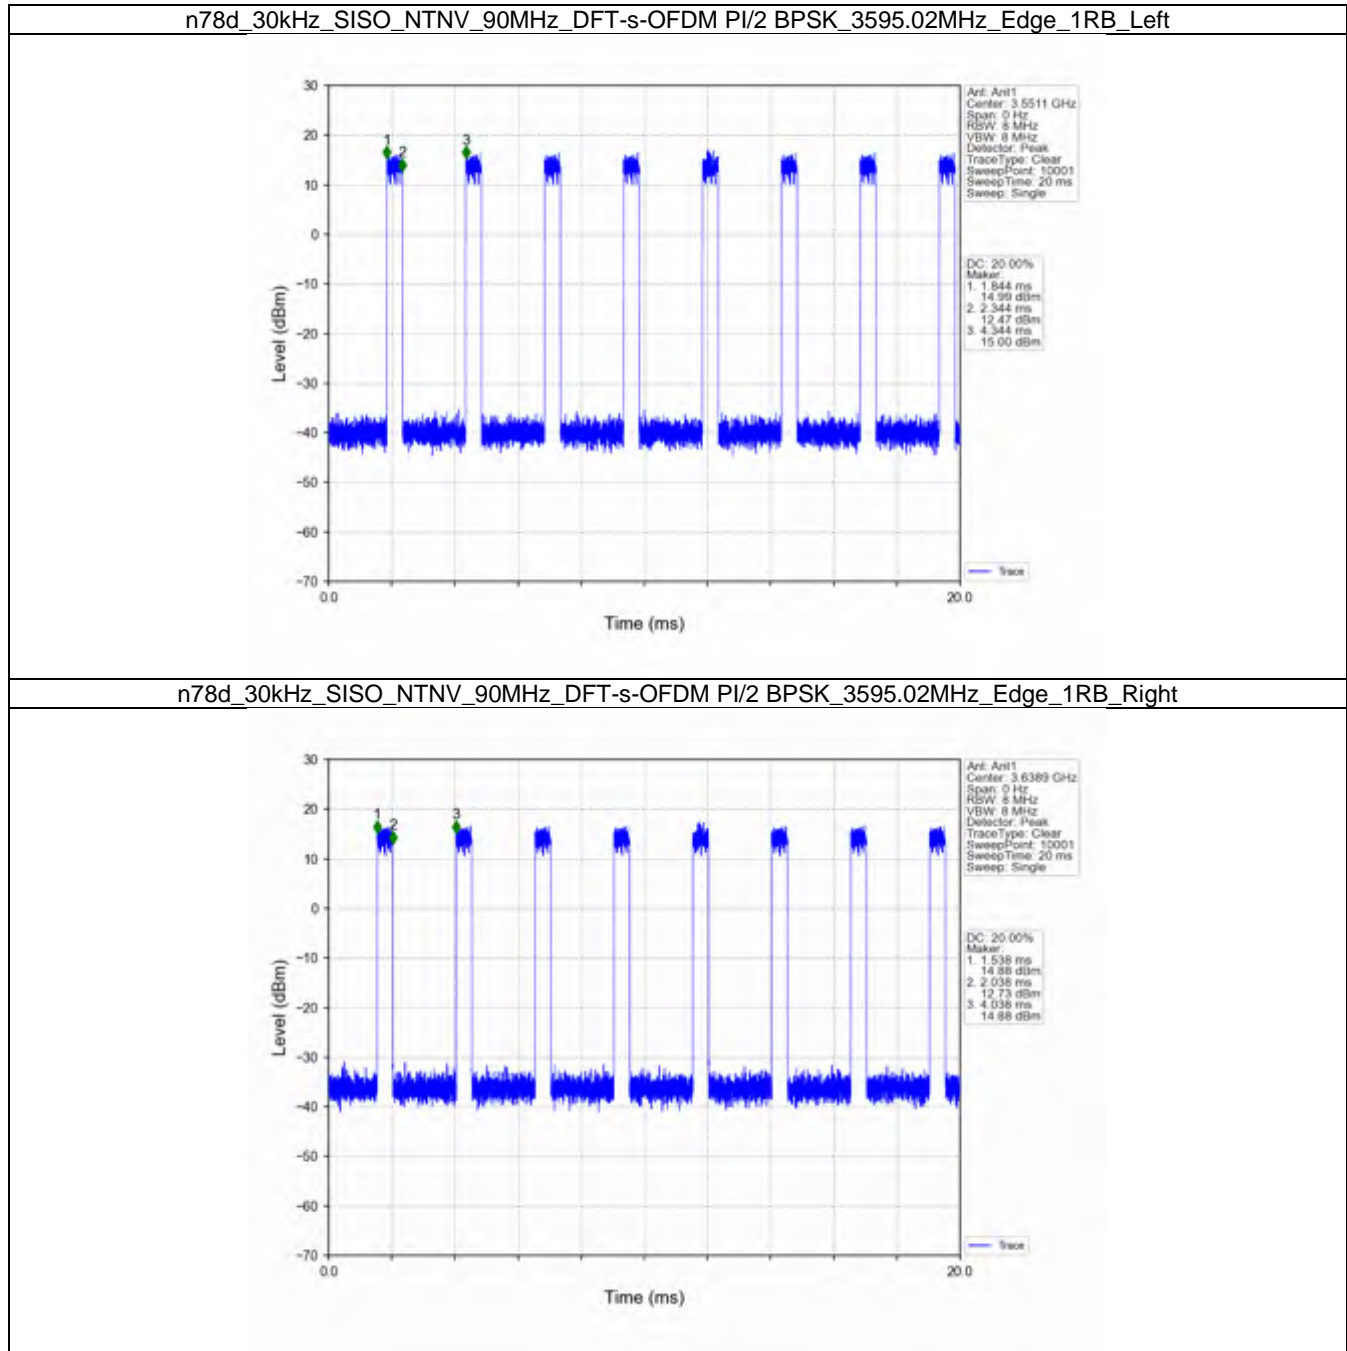 n78d_30kHz_SISO_NTNV_90MHz_DFT-s-OFDM PI/2 BPSK_3595.02MHz_Edge_1RB_Left
30
20
10
0
−10
−20
−30
−40
−50
−60
−70
Level (dBm)
1
2
3
0.0
20.0
Time (ms)
Ant: Ant1
Center: 3.5511 GHz
Span: 0 Hz
RBW: 8 MHz
VBW: 8 MHz
Detector: Peak
TraceType: Clear
SweepPoint: 10001
SweepTime: 20 ms
Sweep: Single
DC: 20.00%
Maker:
1. 1.844 ms
14.99 dBm
2. 2.344 ms
12.47 dBm
3. 4.344 ms
15.00 dBm
Trace
n78d_30kHz_SISO_NTNV_90MHz_DFT-s-OFDM PI/2 BPSK_3595.02MHz_Edge_1RB_Right
30
20
10
0
−10
−20
−30
−40
−50
−60
−70
Level (dBm)
1
2
3
0.0
20.0
Time (ms)
Ant: Ant1
Center: 3.6389 GHz
Span: 0 Hz
RBW: 8 MHz
VBW: 8 MHz
Detector: Peak
TraceType: Clear
SweepPoint: 10001
SweepTime: 20 ms
Sweep: Single
DC: 20.00%
Maker:
1. 1.538 ms
14.88 dBm
2. 2.038 ms
12.73 dBm
3. 4.038 ms
14.88 dBm
Trace